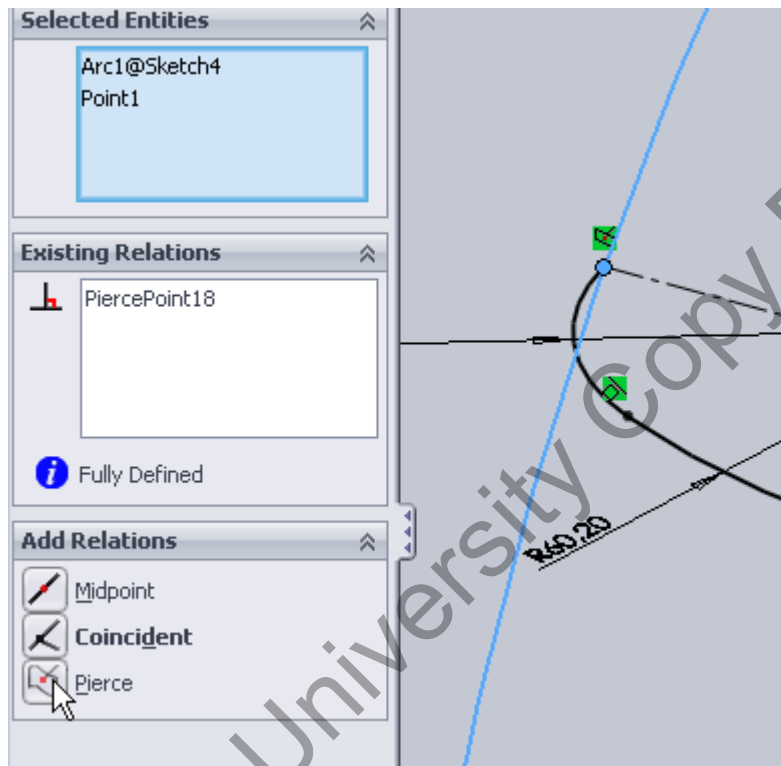 Selected Entities
Arc1@Sketch4
Point1
Existing Relations
PiercePoint18
Fully Defined
Add Relations
Midpoint
Coincident
Pierce
R60,20
University Copy